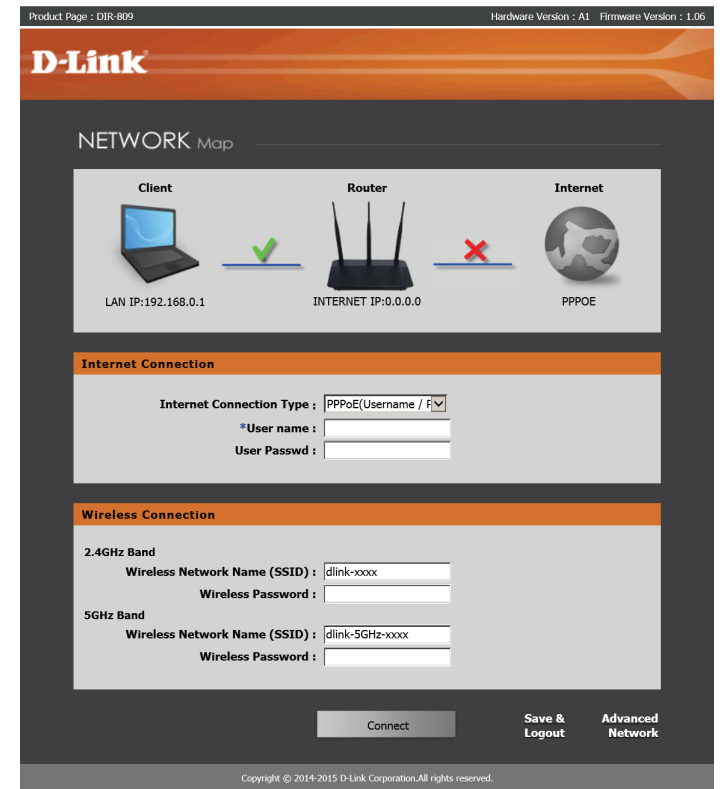 Product Page : DIR-809 Hardware Version : A1 Firmware Version : 1.06
D-Link
NETWORK Map
Client Router Internet
LAN IP:192.168.0.1 INTERNET IP:0.0.0.0 PPPOE
Internet Connection
Internet Connection Type : PPPoE(Username / P
*User name :
User Passwd :
Wireless Connection
2.4GHz Band
Wireless Network Name (SSID) : dlink-xxxx
Wireless Password :
5GHz Band
Wireless Network Name (SSID) : dlink-5GHz-xxxx
Wireless Password :
Connect Save & Logout Advanced Network
Copyright © 2014-2015 D-Link Corporation.All rights reserved.